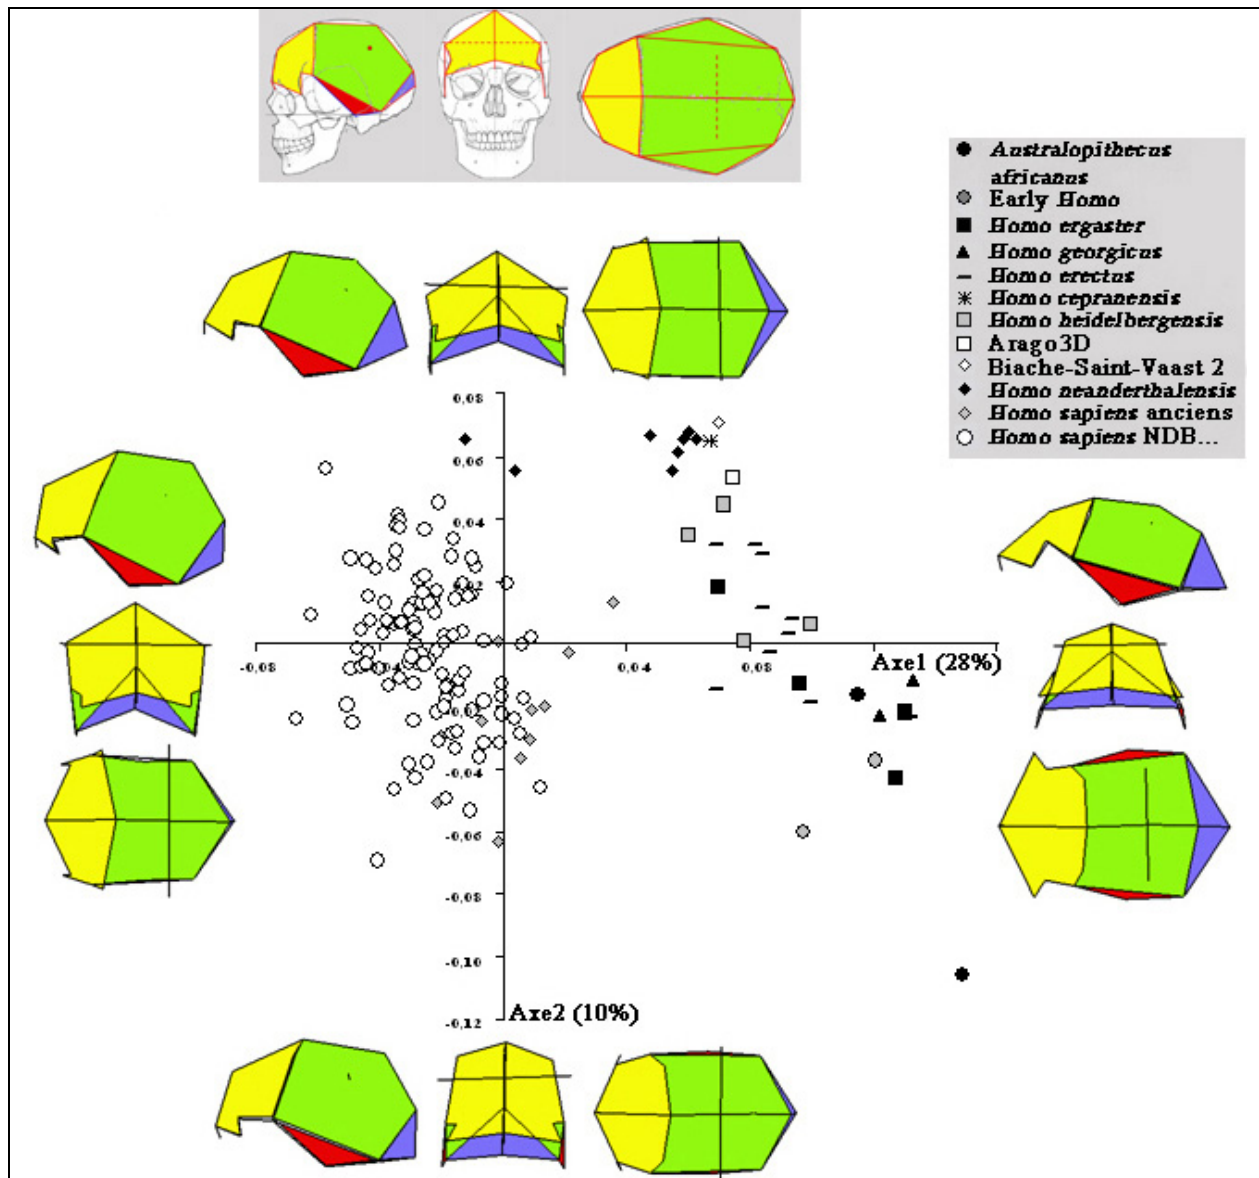 Australopithecus
africanus
Early Homo
Homo ergaster
Homo georgicus
Homo erectus
Homo cepranensis
Homo heidelbergensis
Arago3D
Biache-Saint-Vaast 2
Homo neanderthalensis
Homo sapiens anciens
Homo sapiens NDB...
0,08
0,06
0,04
-0,08
0,04
0,08
Axe1 (28%)
-0,04
-0,06
-0,08
-0,10
-0,12
Axe2 (10%)